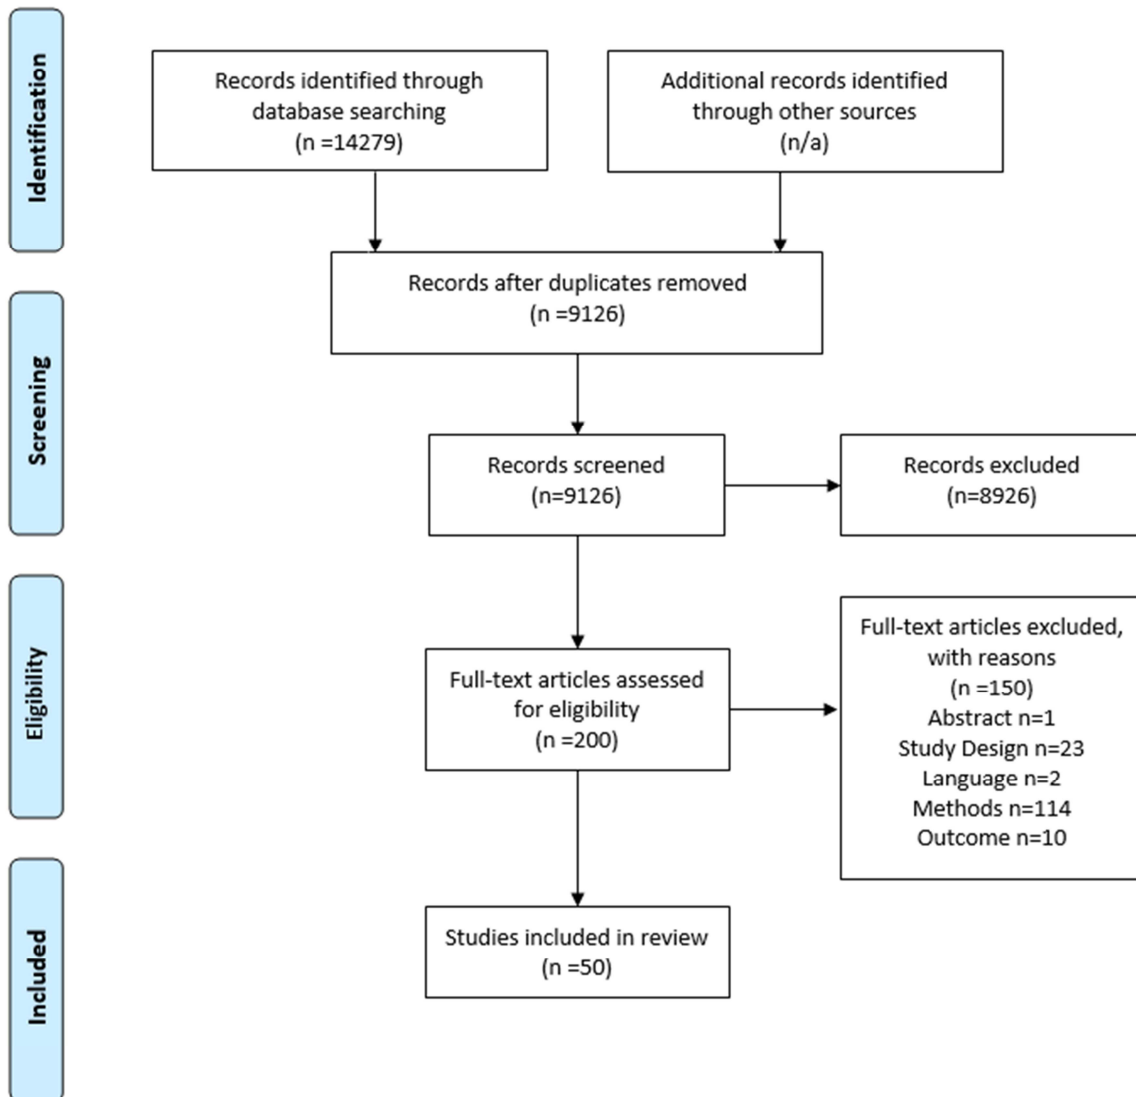 Identification
Records identified through
database searching
(n =14279)
Additional records identified
through other sources
(n/a)
Records after duplicates removed
(n =9126)
Screening
Records screened
(n=9126)
Records excluded
(n=8926)
Eligibility
Full-text articles assessed
for eligibility
(n =200)
Full-text articles excluded,
with reasons
(n =150)
Abstract n=1
Study Design n=23
Language n=2
Methods n=114
Outcome n=10
Included
Studies included in review
(n =50)